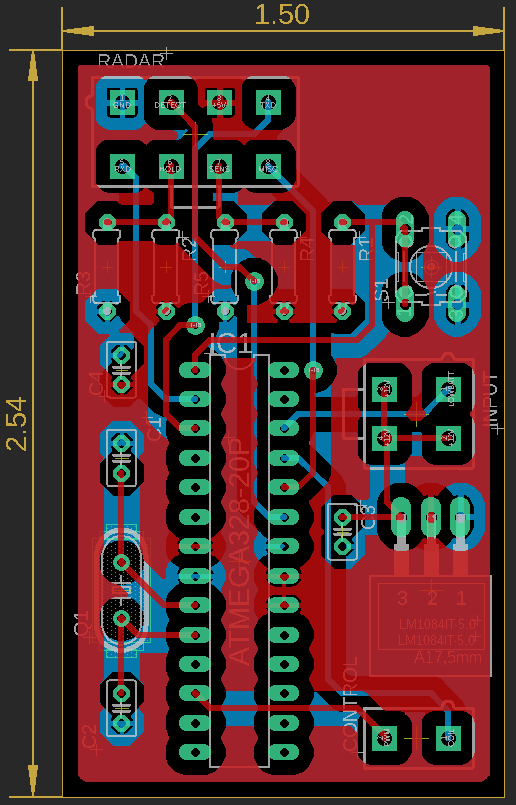 1.50
2.54
RADAR
GND DETECT +5V TXD
RXD HOLD SENS MISO
R3
R2
R5
R4
R1
S1
IC1
C4
C1
INPUT
LOWBATT
C3
ATMEGA328-20P
Q1
3 2 1
LM1084IT-5.0
LM1084IT-5.0
A17,5mm
C2
CONTROL